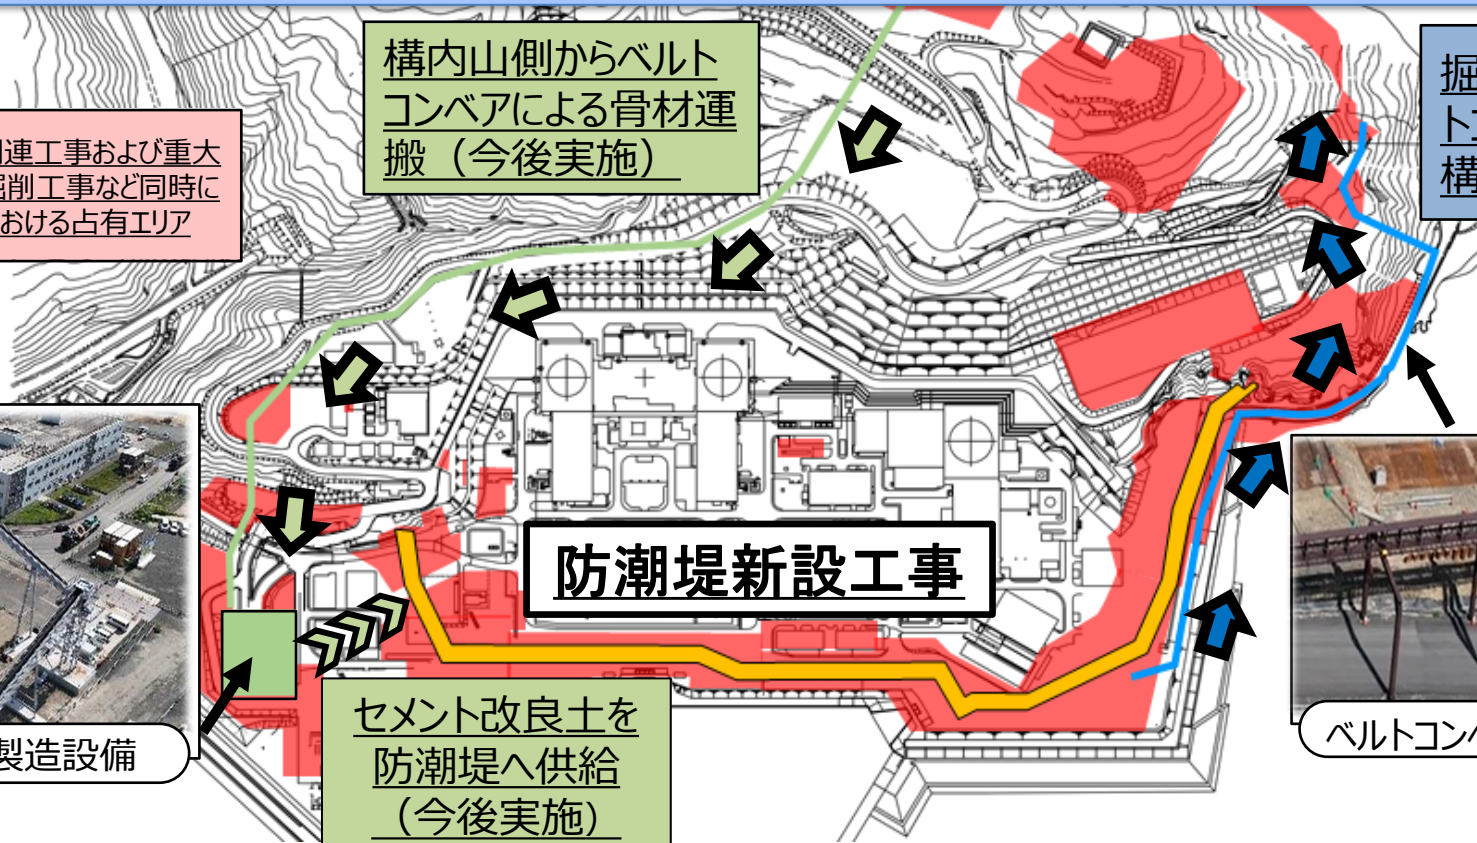 構内山側からベルト
コンベアによる骨材運
搬（今後実施）
連工事および重大
削工事など同時に
おける占有エリア
掘
ト
構
防潮堤新設工事
セメント改良土を
防潮堤へ供給
（今後実施）
製造設備
ベルトコン